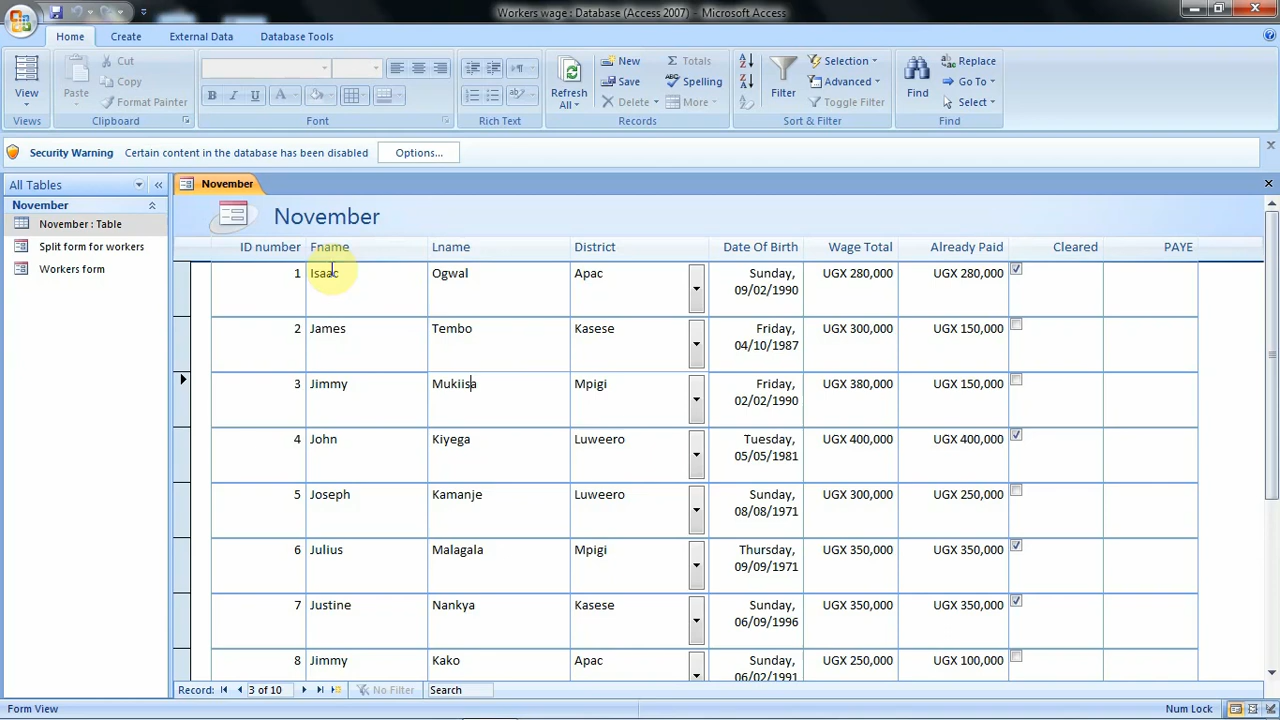 Workers wage : Database (Access 2007) - Microsoft Access
Home Create External Data Database Tools
View
Views
Paste
Cut
Copy
Format Painter
Clipboard
B I U A
Font
Rich Text
Refresh All
New
Save
Delete
Totals
Spelling
More
Records
Filter
Selection
Advanced
Toggle Filter
Sort & Filter
Find
Replace
Go To
Select
Find
Security Warning Certain content in the database has been disabled Options...
All Tables
November
November : Table
Split form for workers
Workers form
November
November
ID number Fname Lname District Date Of Birth Wage Total Already Paid Cleared PAYE
1 Isaac Ogwal Apac Sunday, 09/02/1990 UGX 280,000 UGX 280,000
2 James Tembo Kasese Friday, 04/10/1987 UGX 300,000 UGX 150,000
3 Jimmy Mukiisa Mpigi Friday, 02/02/1990 UGX 380,000 UGX 150,000
4 John Kiyega Luweero Tuesday, 05/05/1981 UGX 400,000 UGX 400,000
5 Joseph Kamanje Luweero Sunday, 08/08/1971 UGX 300,000 UGX 250,000
6 Julius Malagala Mpigi Thursday, 09/09/1971 UGX 350,000 UGX 350,000
7 Justine Nankya Kasese Sunday, 06/09/1996 UGX 350,000 UGX 350,000
8 Jimmy Kako Apac Sunday, 06/02/1991 UGX 250,000 UGX 100,000
Record: 3 of 10 No Filter Search
Form View Num Lock